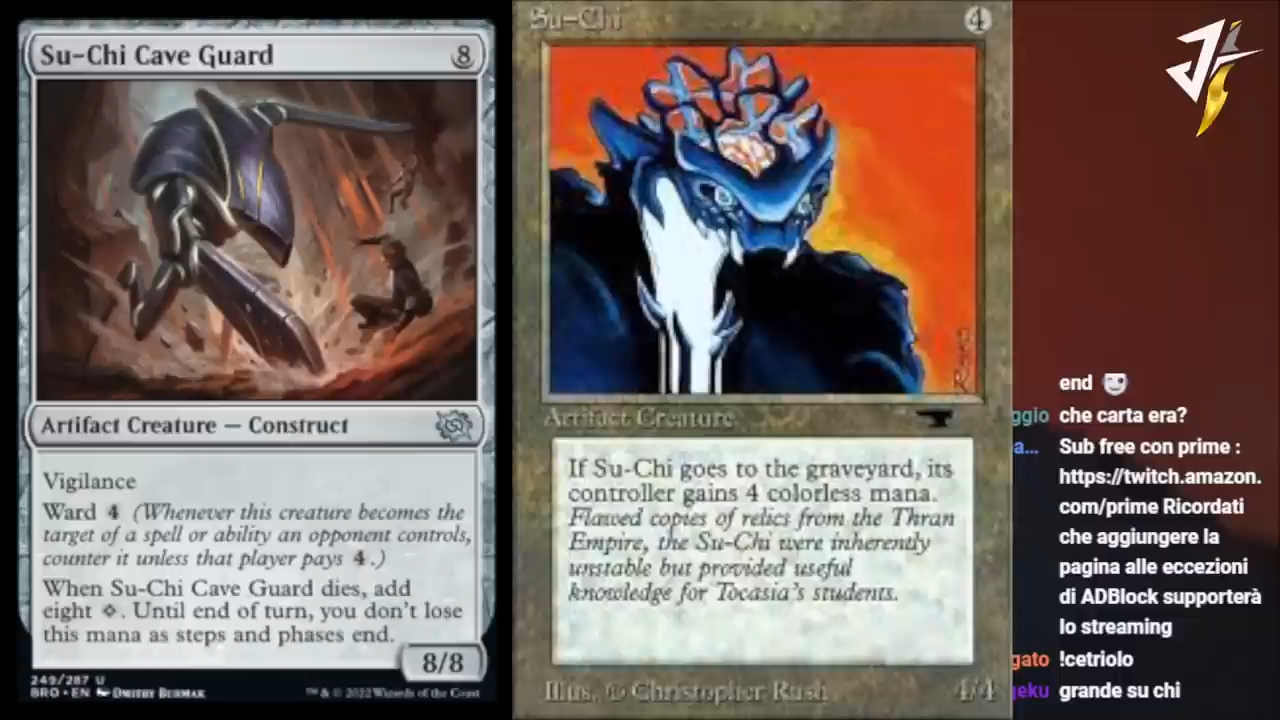 Su-Chi Cave Guard 8
Artifact Creature — Construct
Vigilance
Ward 4 (Whenever this creature becomes the
target of a spell or ability an opponent controls,
counter it unless that player pays 4.)
When Su-Chi Cave Guard dies, add
eight ◇. Until end of turn, you don't lose
this mana as steps and phases end.
8/8
249/287 U
BRO • EN Dmitry Burmak
™ & © 2022 Wizards of the Coast
Su-Chi 4
Artifact Creature
If Su-Chi goes to the graveyard, its
controller gains 4 colorless mana.
Flawed copies of relics from the Thran
Empire, the Su-Chi were inherently
unstable but provided useful
knowledge for Tocasia's students.
Illus. © Christopher Rush 4/4
end
ggio che carta era?
a... Sub free con prime :
https://twitch.amazon.
com/prime Ricordati
che aggiungere la
pagina alle eccezioni
di ADBlock supporterà
lo streaming
gato !cetriolo
geku grande su chi